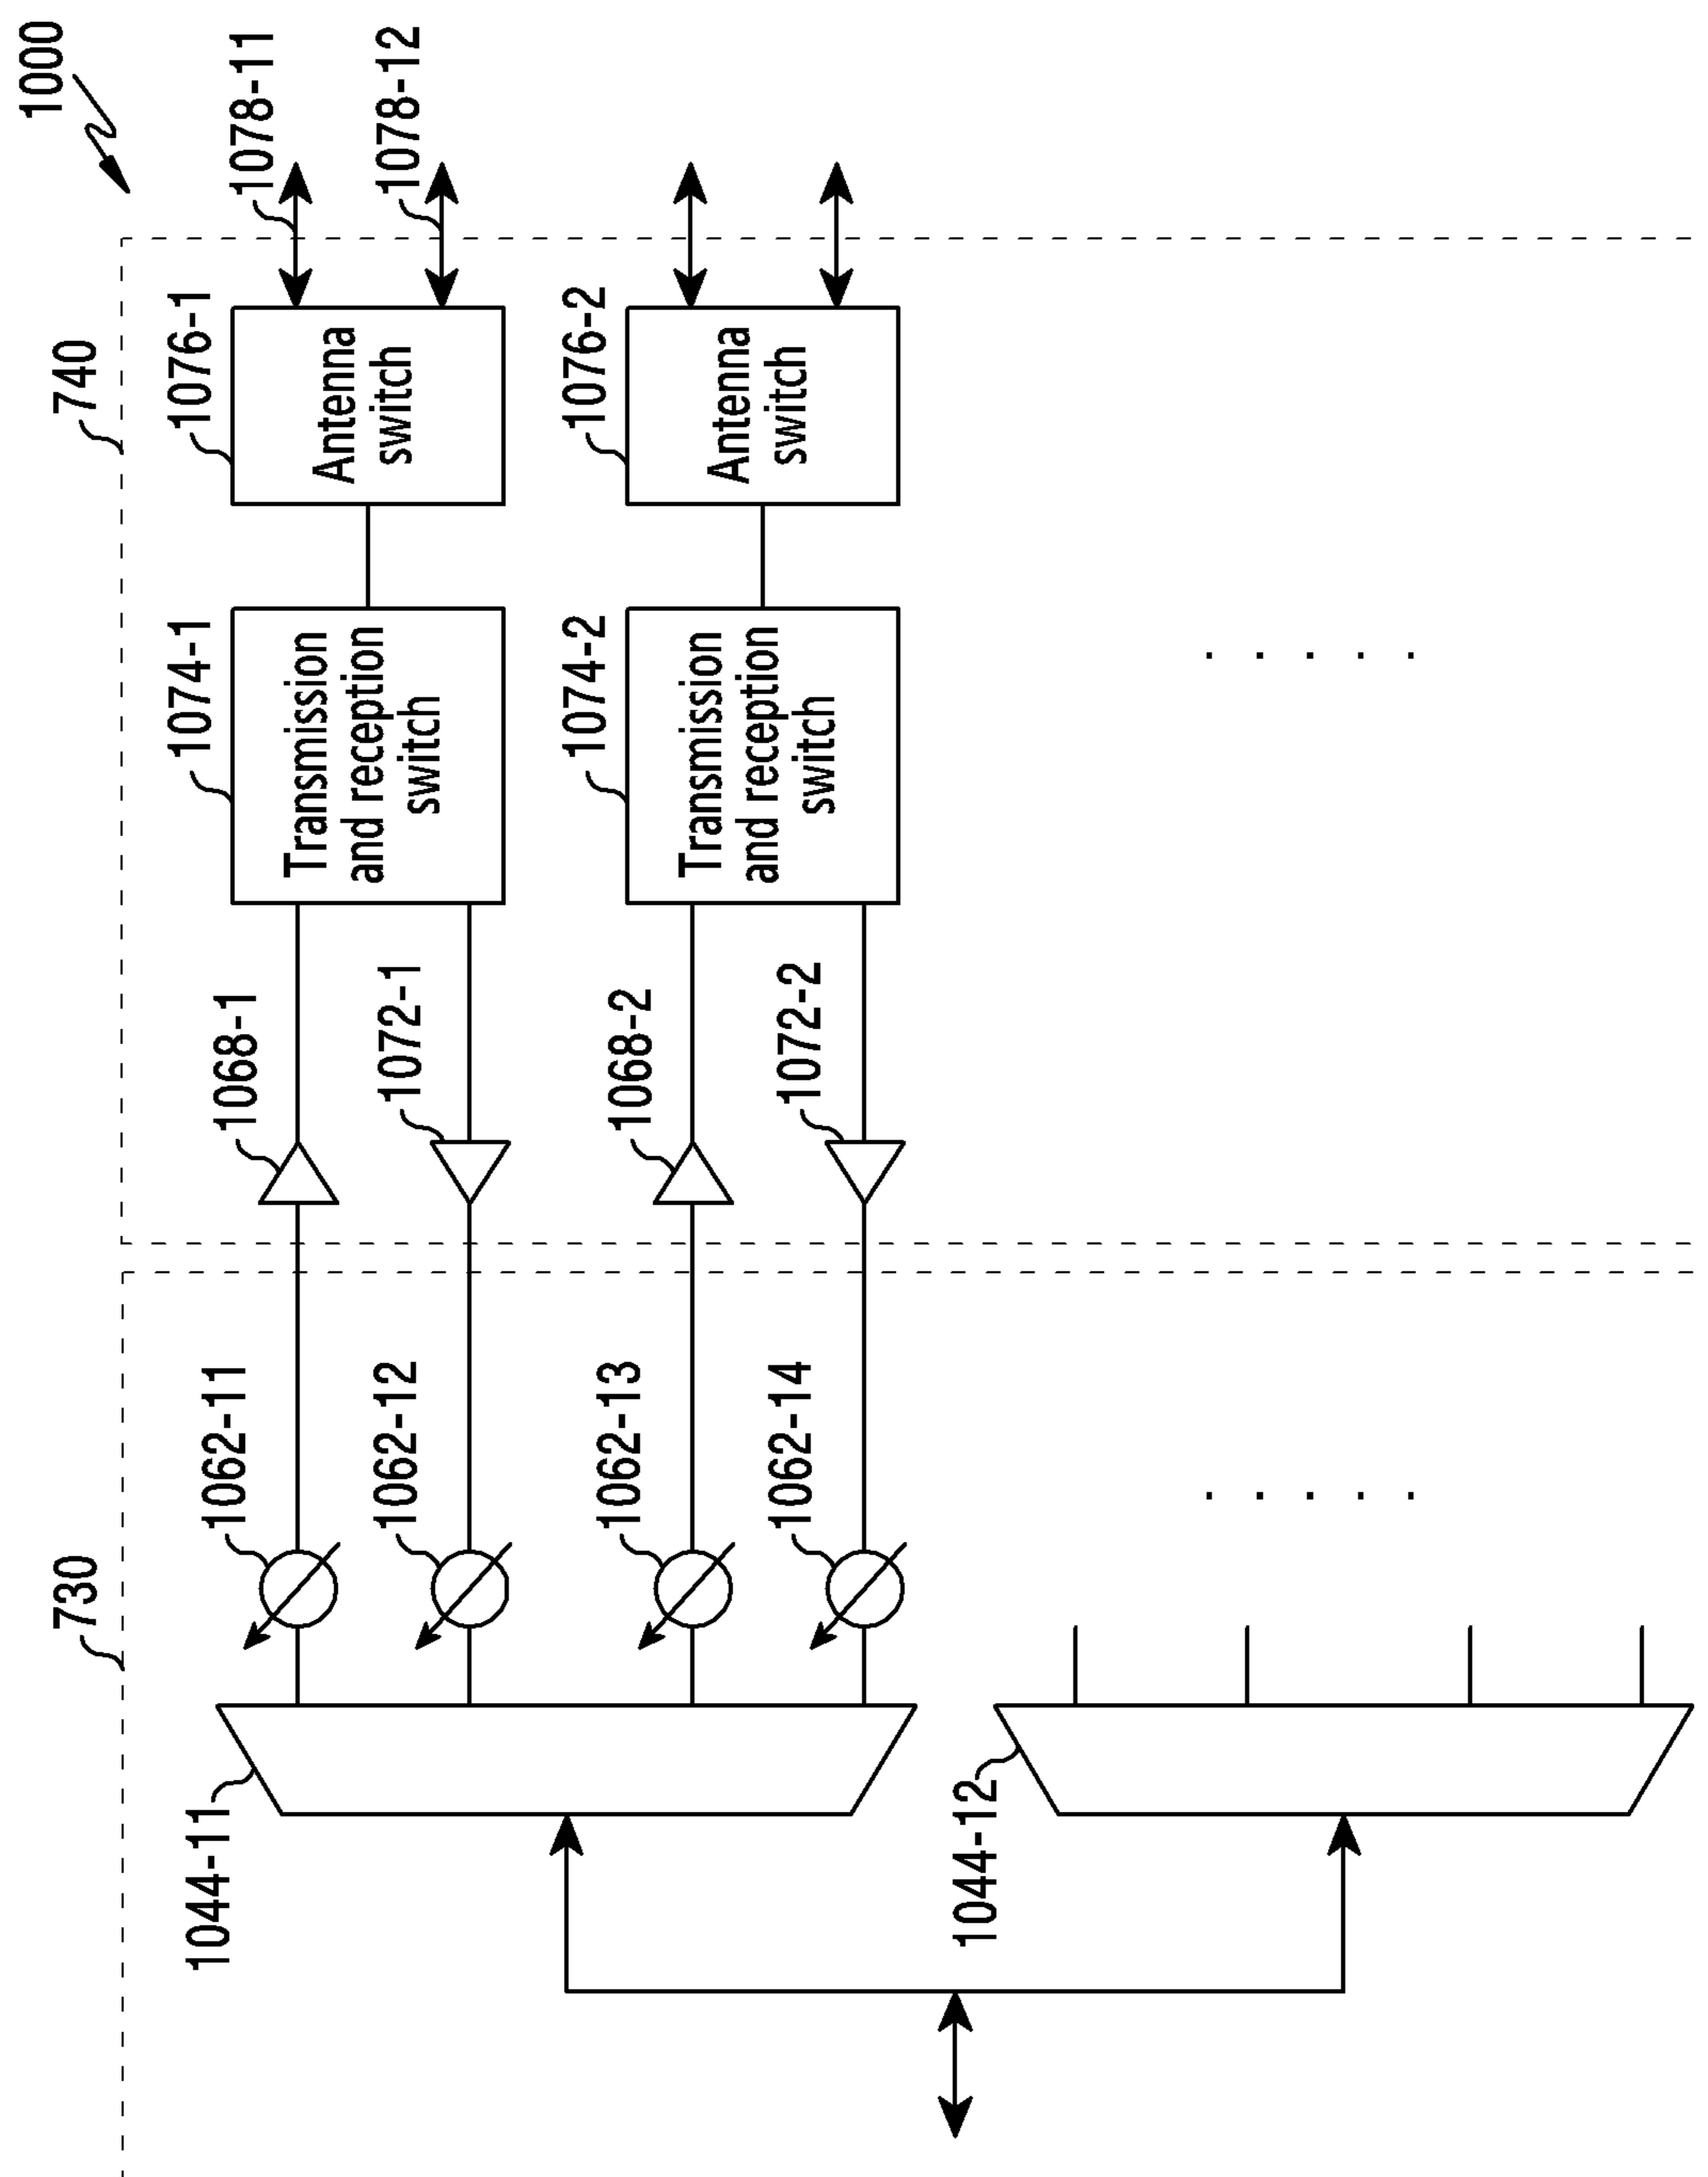 1000
730
740
1044-11
1062-11
1068-1
1074-1
Transmission
and reception
switch
1076-1
Antenna
switch
1078-11
1078-12
1062-12
1072-1
1062-13
1068-2
1074-2
Transmission
and reception
switch
1076-2
Antenna
switch
1062-14
1072-2
1044-12